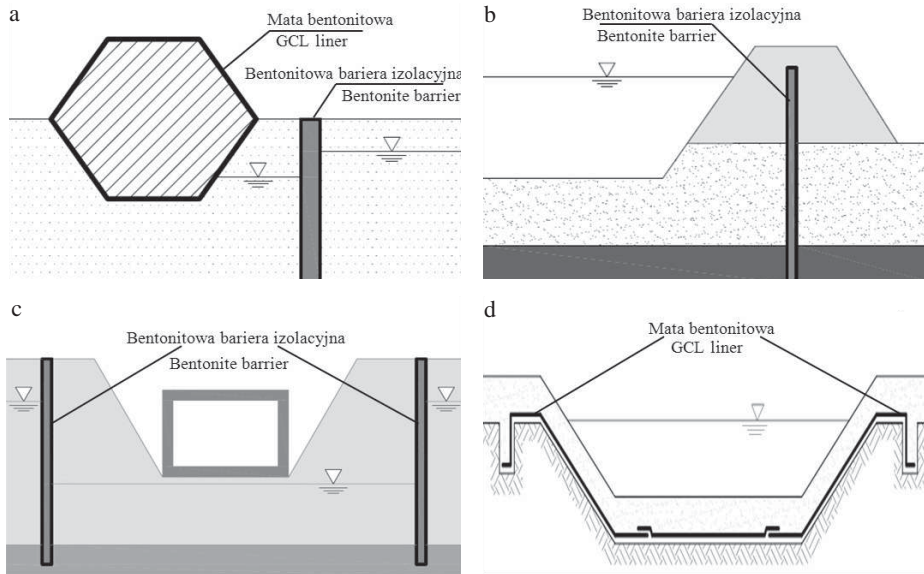 a
Mata bentonitowa
GCL liner
Bentonitowa bariera izolacyjna
Bentonite barrier
b
Bentonitowa bariera izolacyjna
Bentonite barrier
c
Bentonitowa bariera izolacyjna
Bentonite barrier
d
Mata bentonitowa
GCL liner